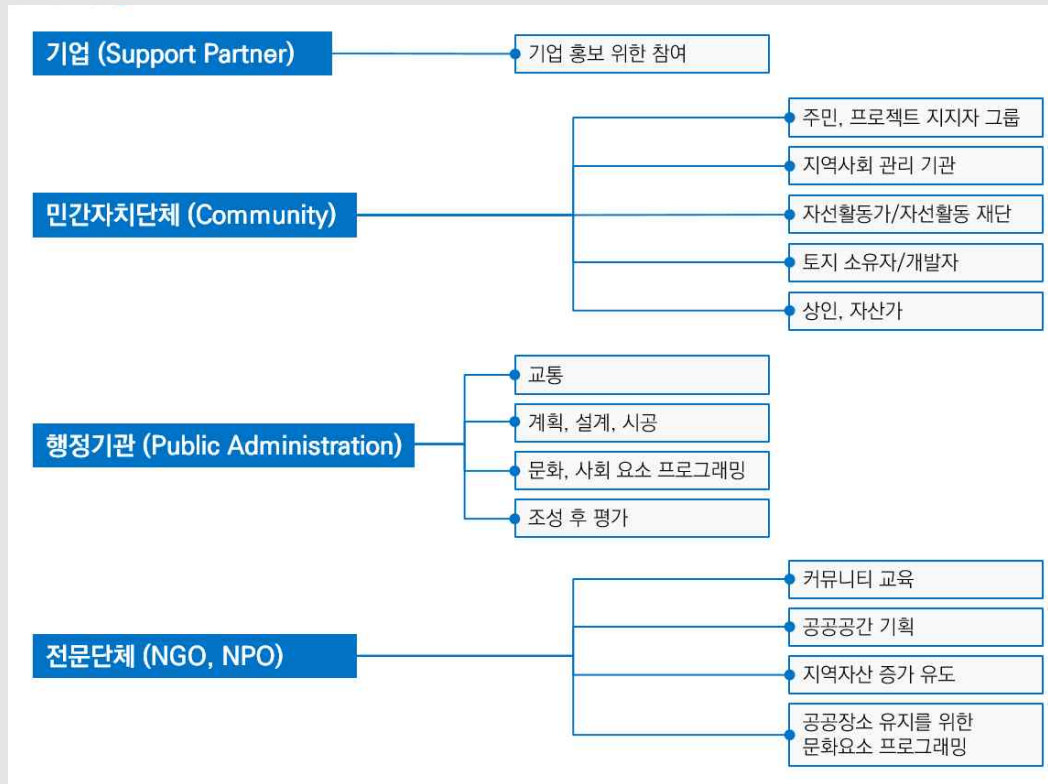 기업 (Support Partner)
기업 홍보 위한 참여
민간자치단체 (Community)
주민, 프로젝트 지지자 그룹
지역사회 관리 기관
자선활동가/자선활동 재단
토지 소유자/개발자
상인, 자산가
행정기관 (Public Administration)
교통
계획, 설계, 시공
문화, 사회 요소 프로그래밍
조성 후 평가
전문단체 (NGO, NPO)
커뮤니티 교육
공공공간 기획
지역자산 증가 유도
공공장소 유지를 위한
문화요소 프로그래밍